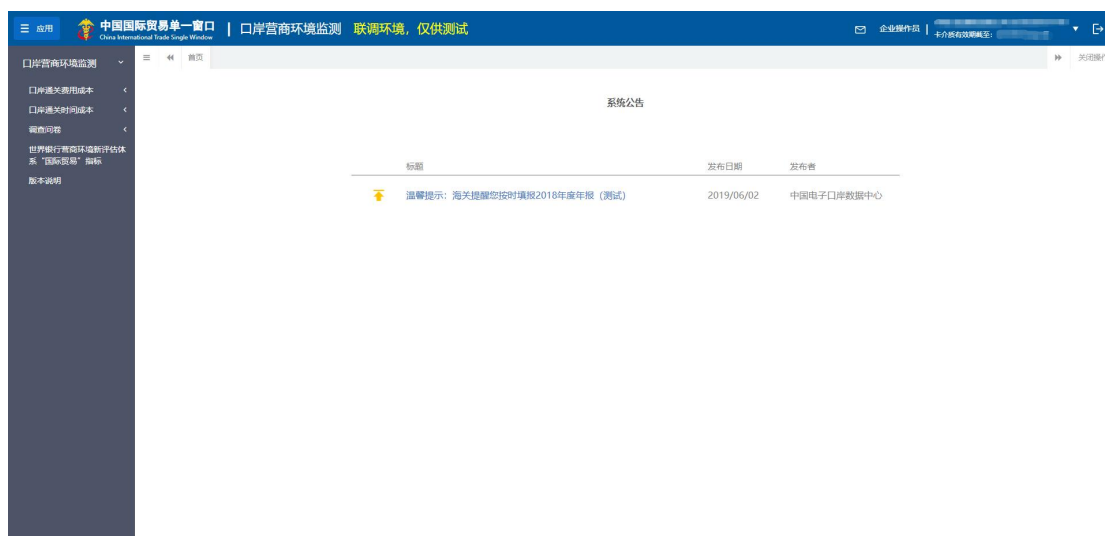 应用
中国国际贸易单一窗口
China International Trade Single Window
口岸营商环境监测
联调环境，仅供测试
企业操作员
卡介质有效期截至:
口岸营商环境监测
首页
关闭操作
口岸通关费用成本
口岸通关时间成本
调查问卷
世界银行营商环境新评估体
系“国际贸易”指标
版本说明
系统公告
标题 发布日期 发布者
温馨提示：海关提醒您按时填报2018年度年报（测试） 2019/06/02 中国电子口岸数据中心